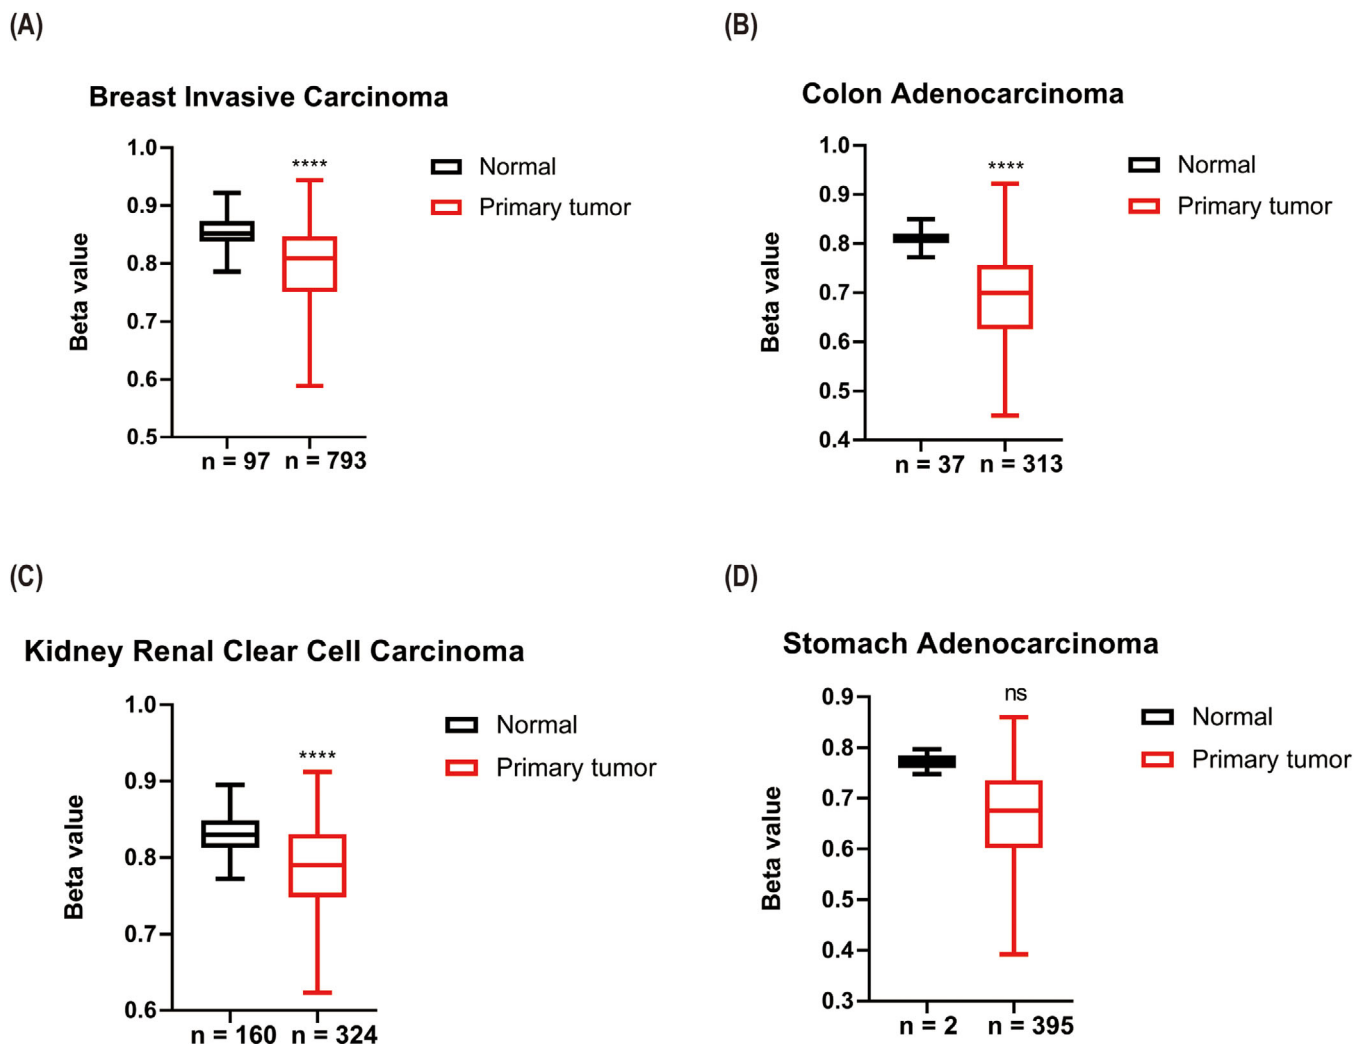 (A)
Breast Invasive Carcinoma
1.0
0.9
0.8
0.7
0.6
0.5
Beta value
****
n = 97
n = 793
Normal
Primary tumor
(B)
Colon Adenocarcinoma
1.0
0.9
0.8
0.7
0.6
0.5
0.4
Beta value
****
n = 37
n = 313
Normal
Primary tumor
(C)
Kidney Renal Clear Cell Carcinoma
1.0
0.9
0.8
0.7
0.6
Beta value
****
n = 160
n = 324
Normal
Primary tumor
(D)
Stomach Adenocarcinoma
0.9
0.8
0.7
0.6
0.5
0.4
0.3
Beta value
ns
n = 2
n = 395
Normal
Primary tumor